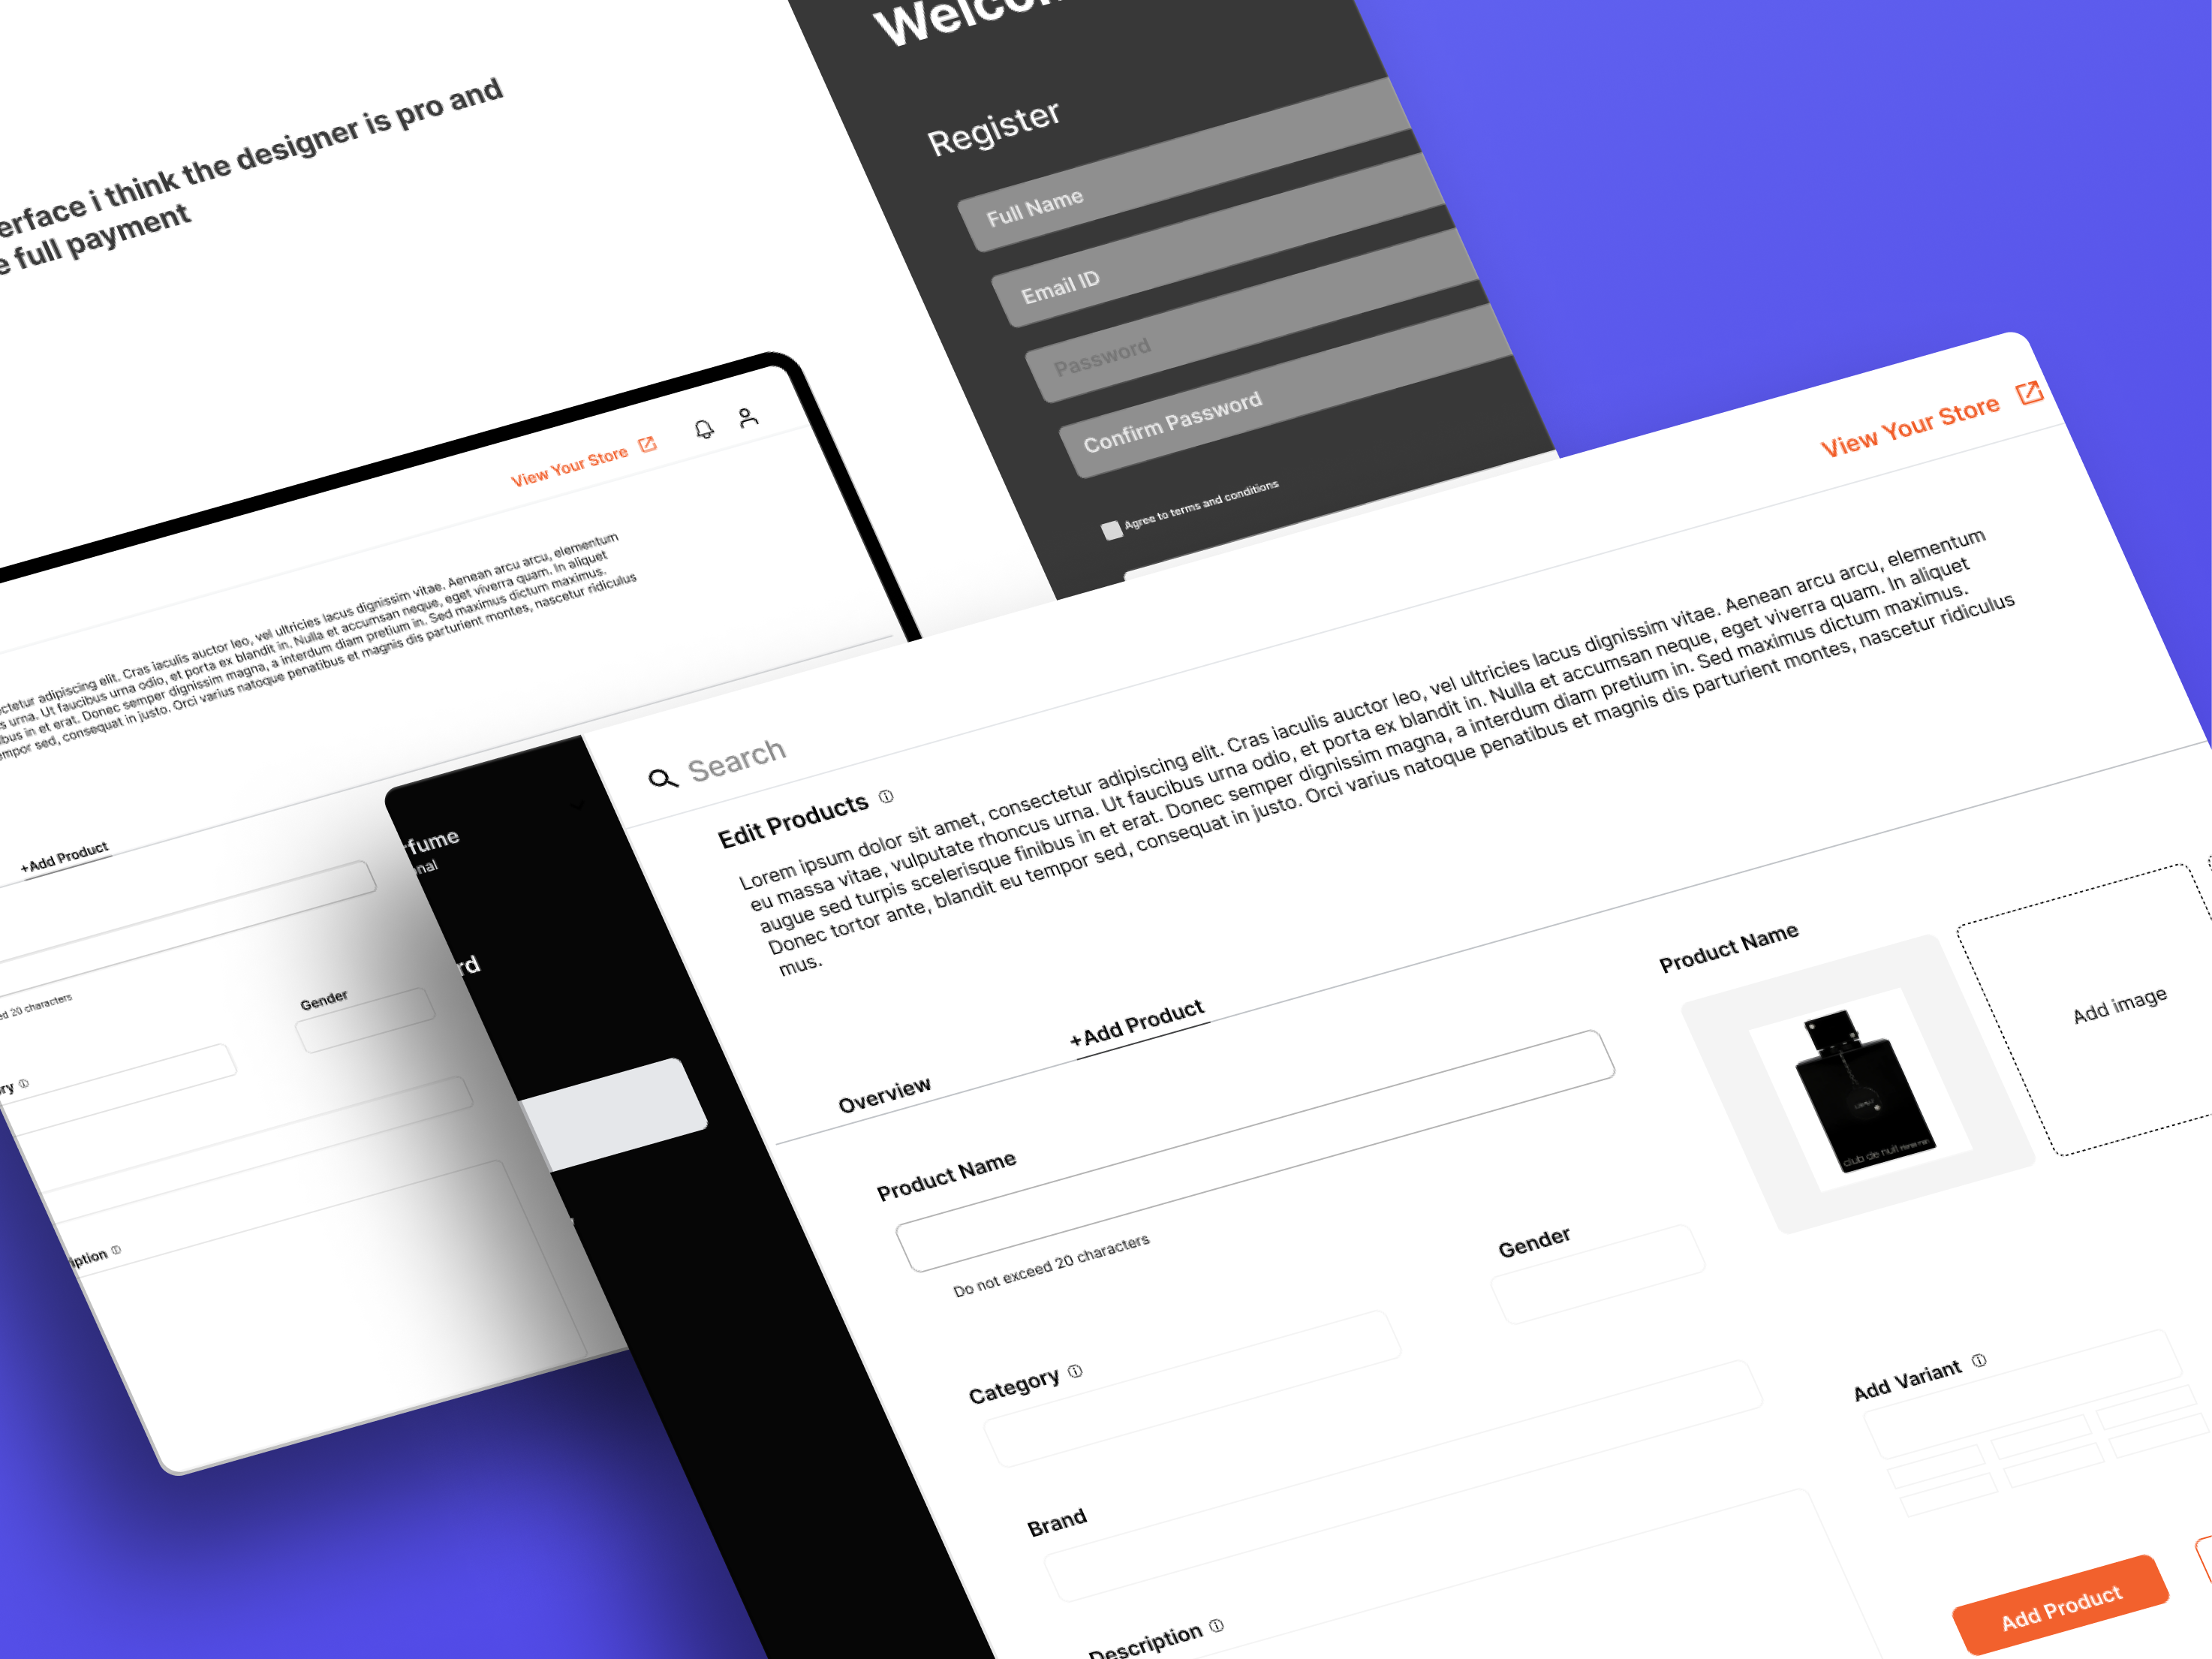 erface i think the designer is pro and
e full payment
Register
Full Name
Email ID
Password
Confirm Password
Agree to terms and conditions
View Your Store
ctetur adipiscing elit. Cras iaculis auctor leo, vel ultricies lacus dignissim vitae. Aenean arcu arcu, elementum
s urna. Ut faucibus urna odio, et porta ex blandit in. Nulla et accumsan neque, eget viverra quam. In aliquet
ibus in et erat. Donec semper dignissim magna, a interdum diam pretium in. Sed maximus dictum maximus.
empor sed, consequat in justo. Orci varius natoque penatibus et magnis dis parturient montes, nascetur ridiculus
+Add Product
ed 20 characters
Gender
ry
iption
rfume
onal
rd
View Your Store
Search
Edit Products
Lorem ipsum dolor sit amet, consectetur adipiscing elit. Cras iaculis auctor leo, vel ultricies lacus dignissim vitae. Aenean arcu arcu, elementum
eu massa vitae, vulputate rhoncus urna. Ut faucibus urna odio, et porta ex blandit in. Nulla et accumsan neque, eget viverra quam. In aliquet
augue sed turpis scelerisque finibus in et erat. Donec semper dignissim magna, a interdum diam pretium in. Sed maximus dictum maximus.
Donec tortor ante, blandit eu tempor sed, consequat in justo. Orci varius natoque penatibus et magnis dis parturient montes, nascetur ridiculus
mus.
Overview
+Add Product
Product Name
Do not exceed 20 characters
Gender
Category
Brand
Description
Product Name
club de nuit
Add image
Add Variant
Add Product